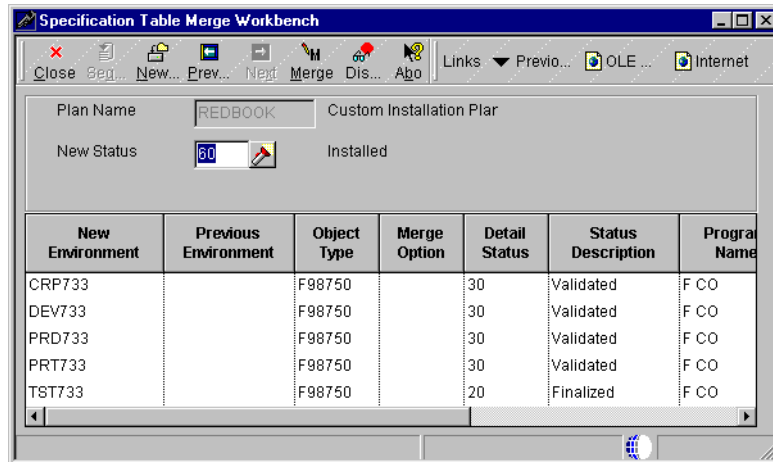 Specification Table Merge Workbench
Close Seq... New... Prev... Next Merge Dis... Abo Links Previo... OLE ... Internet
Plan Name REDBOOK Custom Installation Plar
New Status 60 Installed
New Environment Previous Environment Object Type Merge Option Detail Status Status Description Program Name
CRP733 F98750 30 Validated F CO
DEV733 F98750 30 Validated F CO
PRD733 F98750 30 Validated F CO
PRT733 F98750 30 Validated F CO
TST733 F98750 20 Finalized F CO